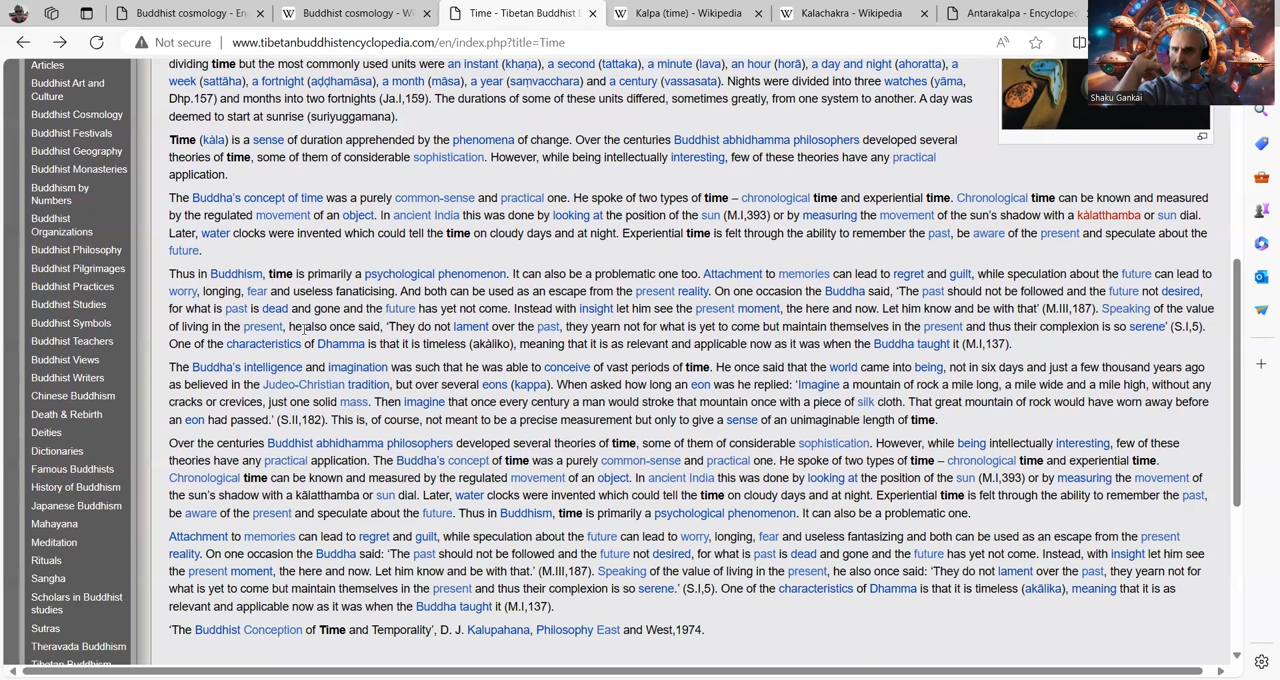 Buddhist cosmology - En
Buddhist cosmology - Wi
Time - Tibetan Buddhist E
Kalpa (time) - Wikipedia
Kalachakra - Wikipedia
Antarakalpa - Encycloped
Not secure
www.tibetanbuddhistencyclopedia.com/en/index.php?title=Time
Shaku Gankai
Articles
Buddhist Art and
Culture
Buddhist Cosmology
Buddhist Festivals
Buddhist Geography
Buddhist Monasteries
Buddhism by
Numbers
Buddhist
Organizations
Buddhist Philosophy
Buddhist Pilgrimages
Buddhist Practices
Buddhist Studies
Buddhist Symbols
Buddhist Teachers
Buddhist Views
Buddhist Writers
Chinese Buddhism
Death & Rebirth
Deities
Dictionaries
Famous Buddhists
History of Buddhism
Japanese Buddhism
Mahayana
Meditation
Rituals
Sangha
Scholars in Buddhist
studies
Sutras
Theravada Buddhism
Tibetan Buddhism
dividing time but the most commonly used units were an instant (khaṇa), a second (tattaka), a minute (lava), an hour (horā), a day and night (ahoratta), a
week (sattāha), a fortnight (aḍḍhamāsa), a month (māsa), a year (saṃvacchara) and a century (vassasata). Nights were divided into three watches (yāma,
Dhp.157) and months into two fortnights (Ja.I,159). The durations of some of these units differed, sometimes greatly, from one system to another. A day was
deemed to start at sunrise (suriyuggamana).
Time (kàla) is a sense of duration apprehended by the phenomena of change. Over the centuries Buddhist abhidhamma philosophers developed several
theories of time, some of them of considerable sophistication. However, while being intellectually interesting, few of these theories have any practical
application.
The Buddha's concept of time was a purely common-sense and practical one. He spoke of two types of time – chronological time and experiential time. Chronological time can be known and measured
by the regulated movement of an object. In ancient India this was done by looking at the position of the sun (M.I,393) or by measuring the movement of the sun's shadow with a kàlatthamba or sun dial.
Later, water clocks were invented which could tell the time on cloudy days and at night. Experiential time is felt through the ability to remember the past, be aware of the present and speculate about the
future.
Thus in Buddhism, time is primarily a psychological phenomenon. It can also be a problematic one too. Attachment to memories can lead to regret and guilt, while speculation about the future can lead to
worry, longing, fear and useless fanaticising. And both can be used as an escape from the present reality. On one occasion the Buddha said, 'The past should not be followed and the future not desired,
for what is past is dead and gone and the future has yet not come. Instead with insight let him see the present moment, the here and now. Let him know and be with that' (M.III,187). Speaking of the value
of living in the present, he also once said, 'They do not lament over the past, they yearn not for what is yet to come but maintain themselves in the present and thus their complexion is so serene' (S.I,5).
One of the characteristics of Dhamma is that it is timeless (akàliko), meaning that it is as relevant and applicable now as it was when the Buddha taught it (M.I,137).
The Buddha's intelligence and imagination was such that he was able to conceive of vast periods of time. He once said that the world came into being, not in six days and just a few thousand years ago
as believed in the Judeo-Christian tradition, but over several eons (kappa). When asked how long an eon was he replied: 'Imagine a mountain of rock a mile long, a mile wide and a mile high, without any
cracks or crevices, just one solid mass. Then imagine that once every century a man would stroke that mountain once with a piece of silk cloth. That great mountain of rock would have worn away before
an eon had passed.' (S.II,182). This is, of course, not meant to be a precise measurement but only to give a sense of an unimaginable length of time.
Over the centuries Buddhist abhidhamma philosophers developed several theories of time, some of them of considerable sophistication. However, while being intellectually interesting, few of these
theories have any practical application. The Buddha's concept of time was a purely common-sense and practical one. He spoke of two types of time – chronological time and experiential time.
Chronological time can be known and measured by the regulated movement of an object. In ancient India this was done by looking at the position of the sun (M.I,393) or by measuring the movement of
the sun's shadow with a kālatthamba or sun dial. Later, water clocks were invented which could tell the time on cloudy days and at night. Experiential time is felt through the ability to remember the past,
be aware of the present and speculate about the future. Thus in Buddhism, time is primarily a psychological phenomenon. It can also be a problematic one.
Attachment to memories can lead to regret and guilt, while speculation about the future can lead to worry, longing, fear and useless fantasizing and both can be used as an escape from the present
reality. On one occasion the Buddha said: 'The past should not be followed and the future not desired, for what is past is dead and gone and the future has yet not come. Instead, with insight let him see
the present moment, the here and now. Let him know and be with that.' (M.III,187). Speaking of the value of living in the present, he also once said: 'They do not lament over the past, they yearn not for
what is yet to come but maintain themselves in the present and thus their complexion is so serene.' (S.I,5). One of the characteristics of Dhamma is that it is timeless (akālika), meaning that it is as
relevant and applicable now as it was when the Buddha taught it (M.I,137).
'The Buddhist Conception of Time and Temporality', D. J. Kalupahana, Philosophy East and West,1974.